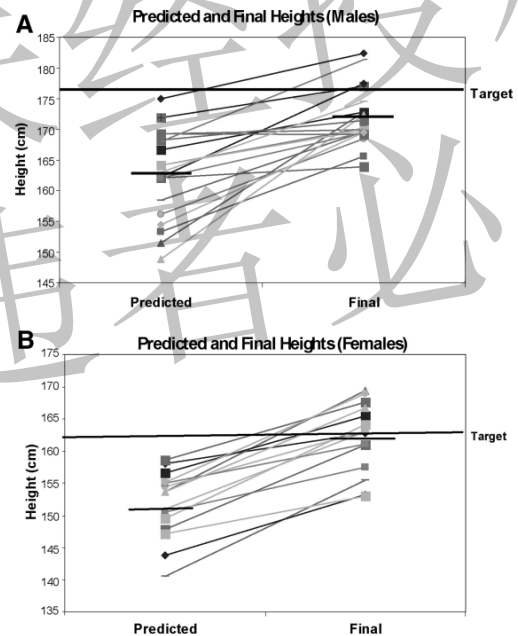 A
Predicted and Final Heights (Males)
185
180
175
170
165
160
155
150
145
Height (cm)
Target
Predicted Final
B
Predicted and Final Heights (Females)
175
170
165
160
155
150
145
140
135
Height (cm)
Target
Predicted Final